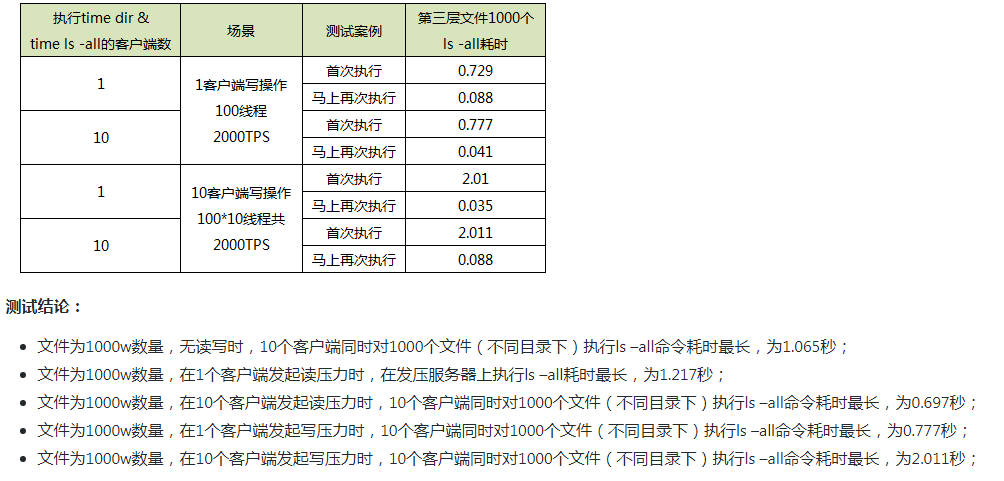 执行time dir &
time ls -all的客户端数
场景
测试案例
第三层文件1000个
ls -all耗时
1
1客户端写操作
100线程
2000TPS
首次执行
0.729
马上再次执行
0.088
10
首次执行
0.777
马上再次执行
0.041
1
10客户端写操作
100*10线程共
2000TPS
首次执行
2.01
马上再次执行
0.035
10
首次执行
2.011
马上再次执行
0.088
测试结论：
• 文件为1000w数量，无读写时，10个客户端同时对1000个文件（不同目录下）执行ls –all命令耗时最长，为1.065秒；
• 文件为1000w数量，在1个客户端发起读压力时，在发压服务器上执行ls –all耗时最长，为1.217秒；
• 文件为1000w数量，在10个客户端发起读压力时，10个客户端同时对1000个文件（不同目录下）执行ls –all命令耗时最长，为0.697秒；
• 文件为1000w数量，在1个客户端发起写压力时，10个客户端同时对1000个文件（不同目录下）执行ls –all命令耗时最长，为0.777秒；
• 文件为1000w数量，在10个客户端发起写压力时，10个客户端同时对1000个文件（不同目录下）执行ls –all命令耗时最长，为2.011秒；